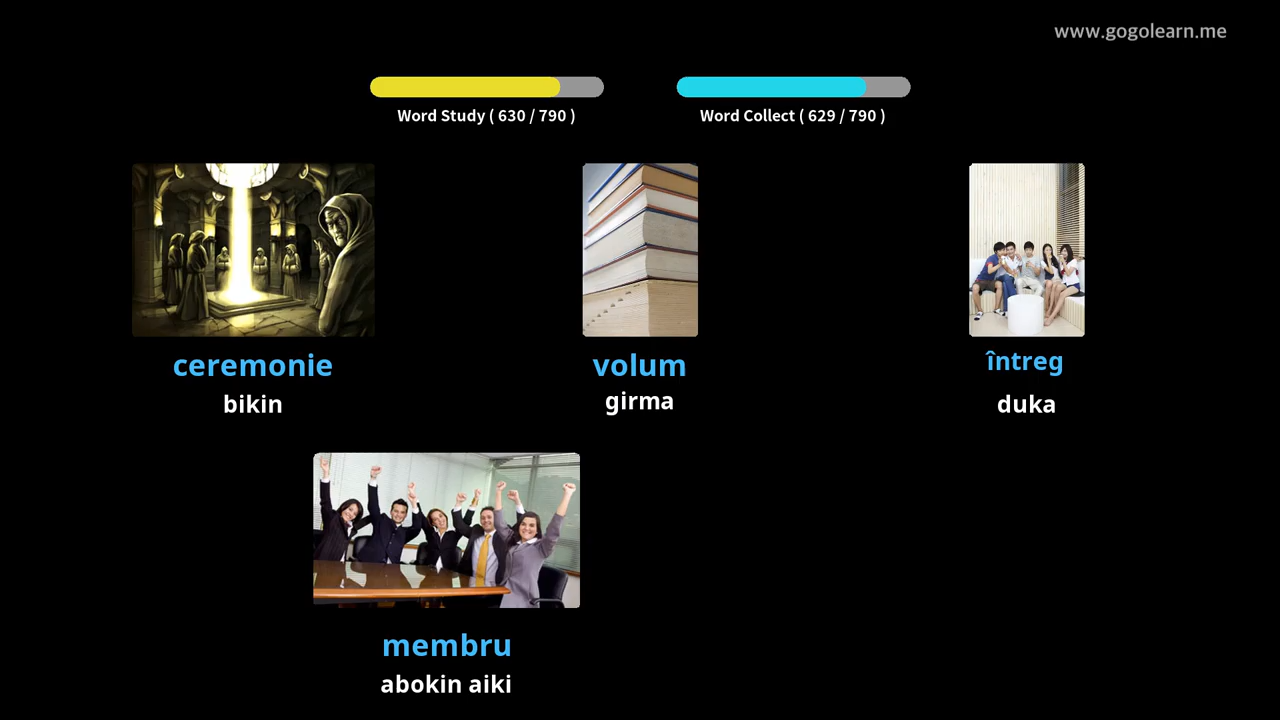 www.gogolearn.me
Word Study ( 630 / 790 )
Word Collect ( 629 / 790 )
ceremonie
bikin
volum
girma
întreg
duka
membru
abokin aiki